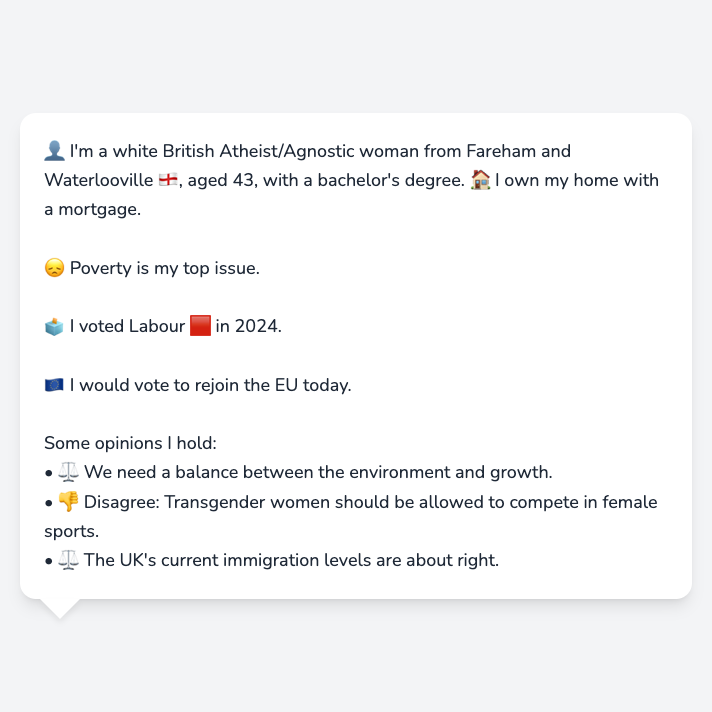 👤 I'm a white British Atheist/Agnostic woman from Fareham and
Waterlooville 🏴󠁧󠁢󠁥󠁮󠁧󠁿, aged 43, with a bachelor's degree. 🏠 I own my home with
a mortgage.
😞 Poverty is my top issue.
🗳️ I voted Labour 🟥 in 2024.
🇪🇺 I would vote to rejoin the EU today.
Some opinions I hold:
• ⚖️ We need a balance between the environment and growth.
• 👎 Disagree: Transgender women should be allowed to compete in female
sports.
• ⚖️ The UK's current immigration levels are about right.